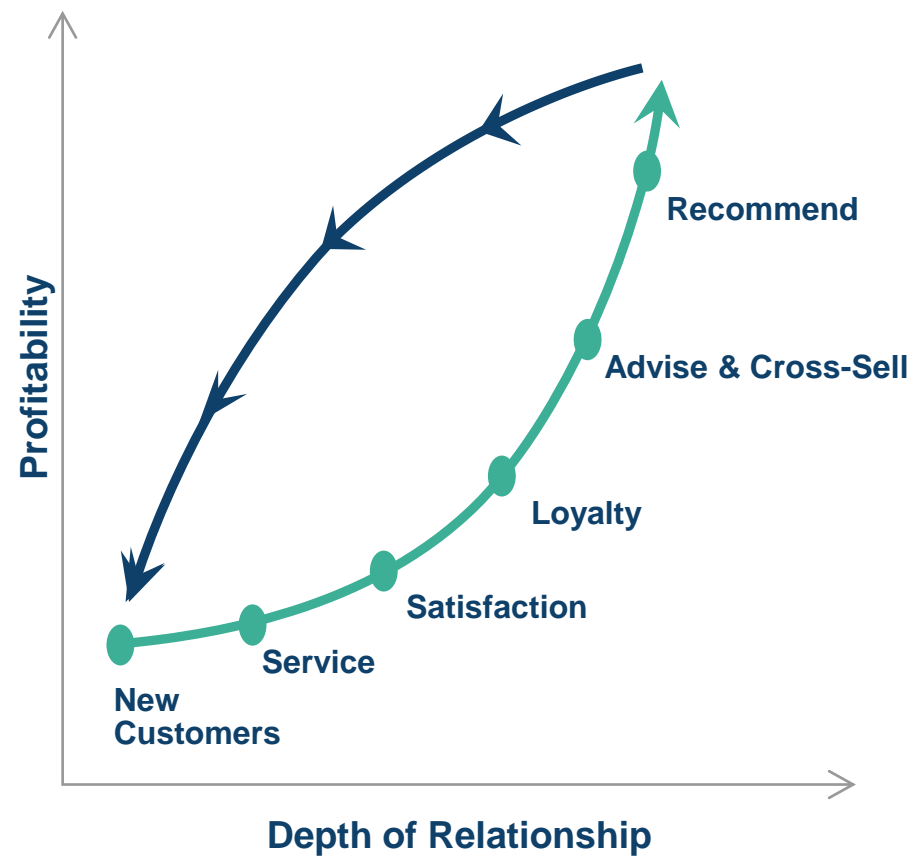 Profitability
Recommend
Advise & Cross-Sell
Loyalty
Satisfaction
Service
New
Customers
Depth of Relationship